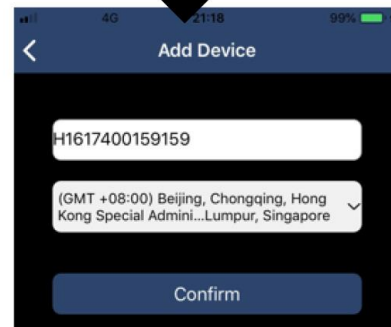 4G 21:18 99%
Add Device
H1617400159159
(GMT +08:00) Beijing, Chongqing, Hong
Kong Special Admini...Lumpur, Singapore
Confirm